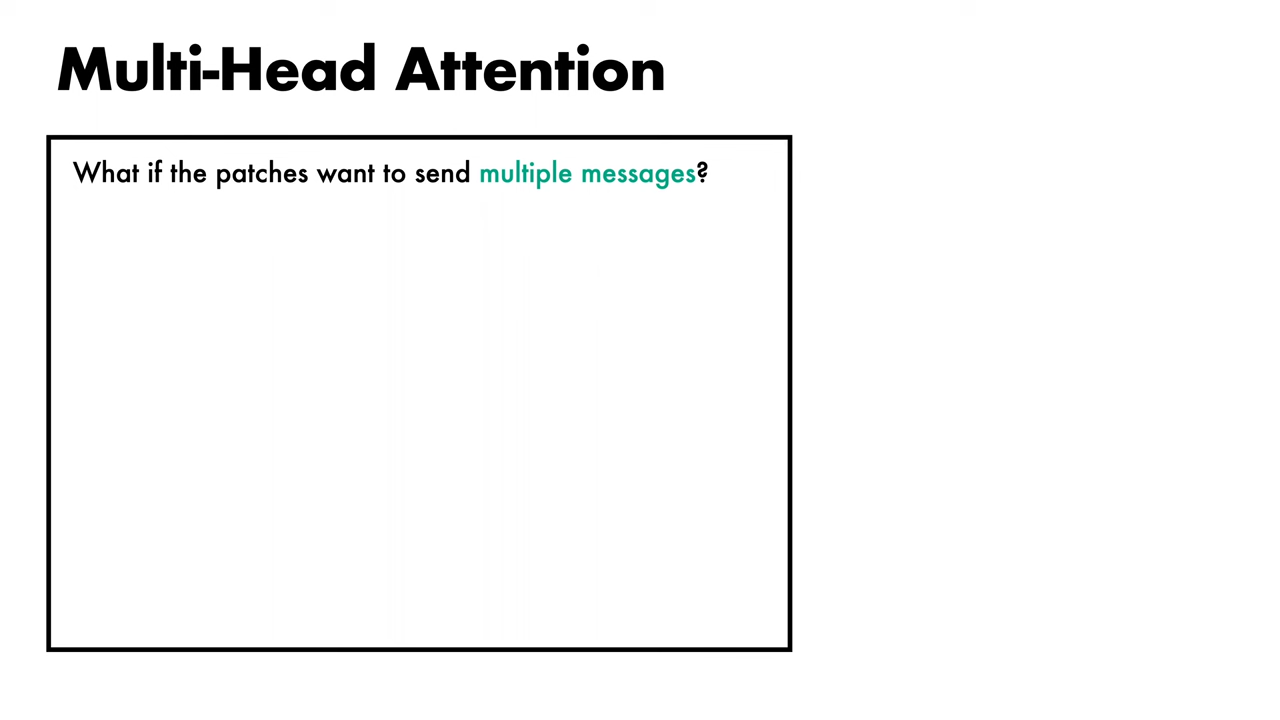 Multi-Head Attention
What if the patches want to send multiple messages?